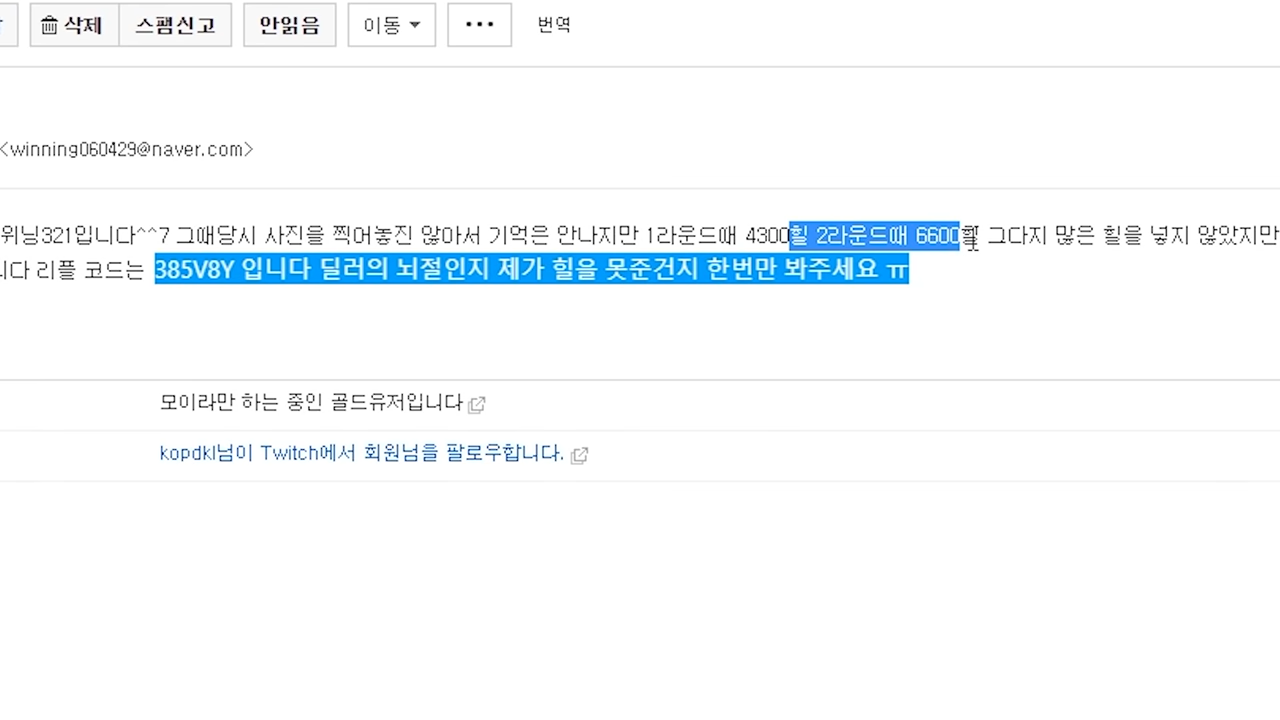 삭제 스팸신고 안읽음 이동 ••• 번역
<winning060429@naver.com>
위닝321입니다^^7 그때당시 사진을 찍어놓진 않아서 기억은 안나지만 1라운드때 4300힐 2라운드때 6600힐 그다지 많은 힐을 넣지 않았지만
니다 리플 코드는 385V8Y 입니다 딜러의 뇌절인지 제가 힐을 못준건지 한번만 봐주세요 ㅠ
모이라만 하는 중인 골드유저입니다
kopdkl님이 Twitch에서 회원님을 팔로우합니다.